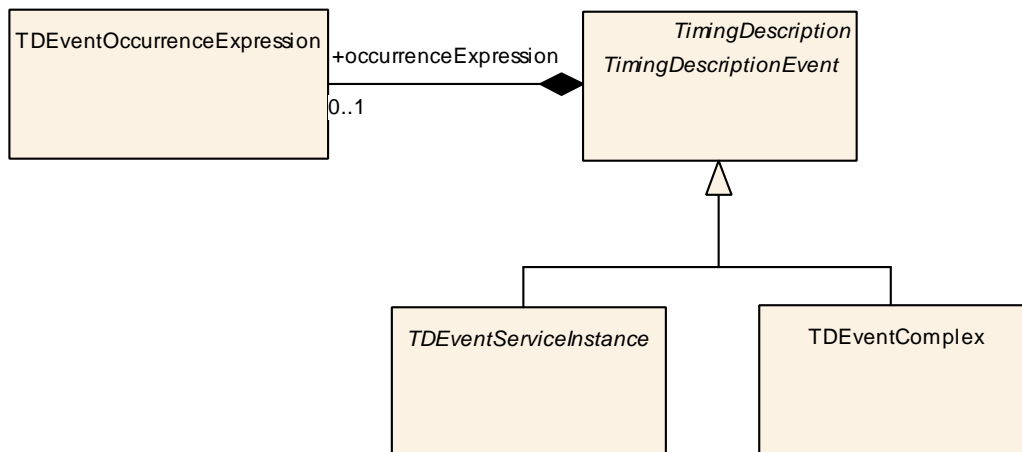 TDEventOccurrenceExpression
+occurrenceExpression
0..1
TimingDescription
TimingDescriptionEvent
TDEventServiceInstance
TDEventComplex